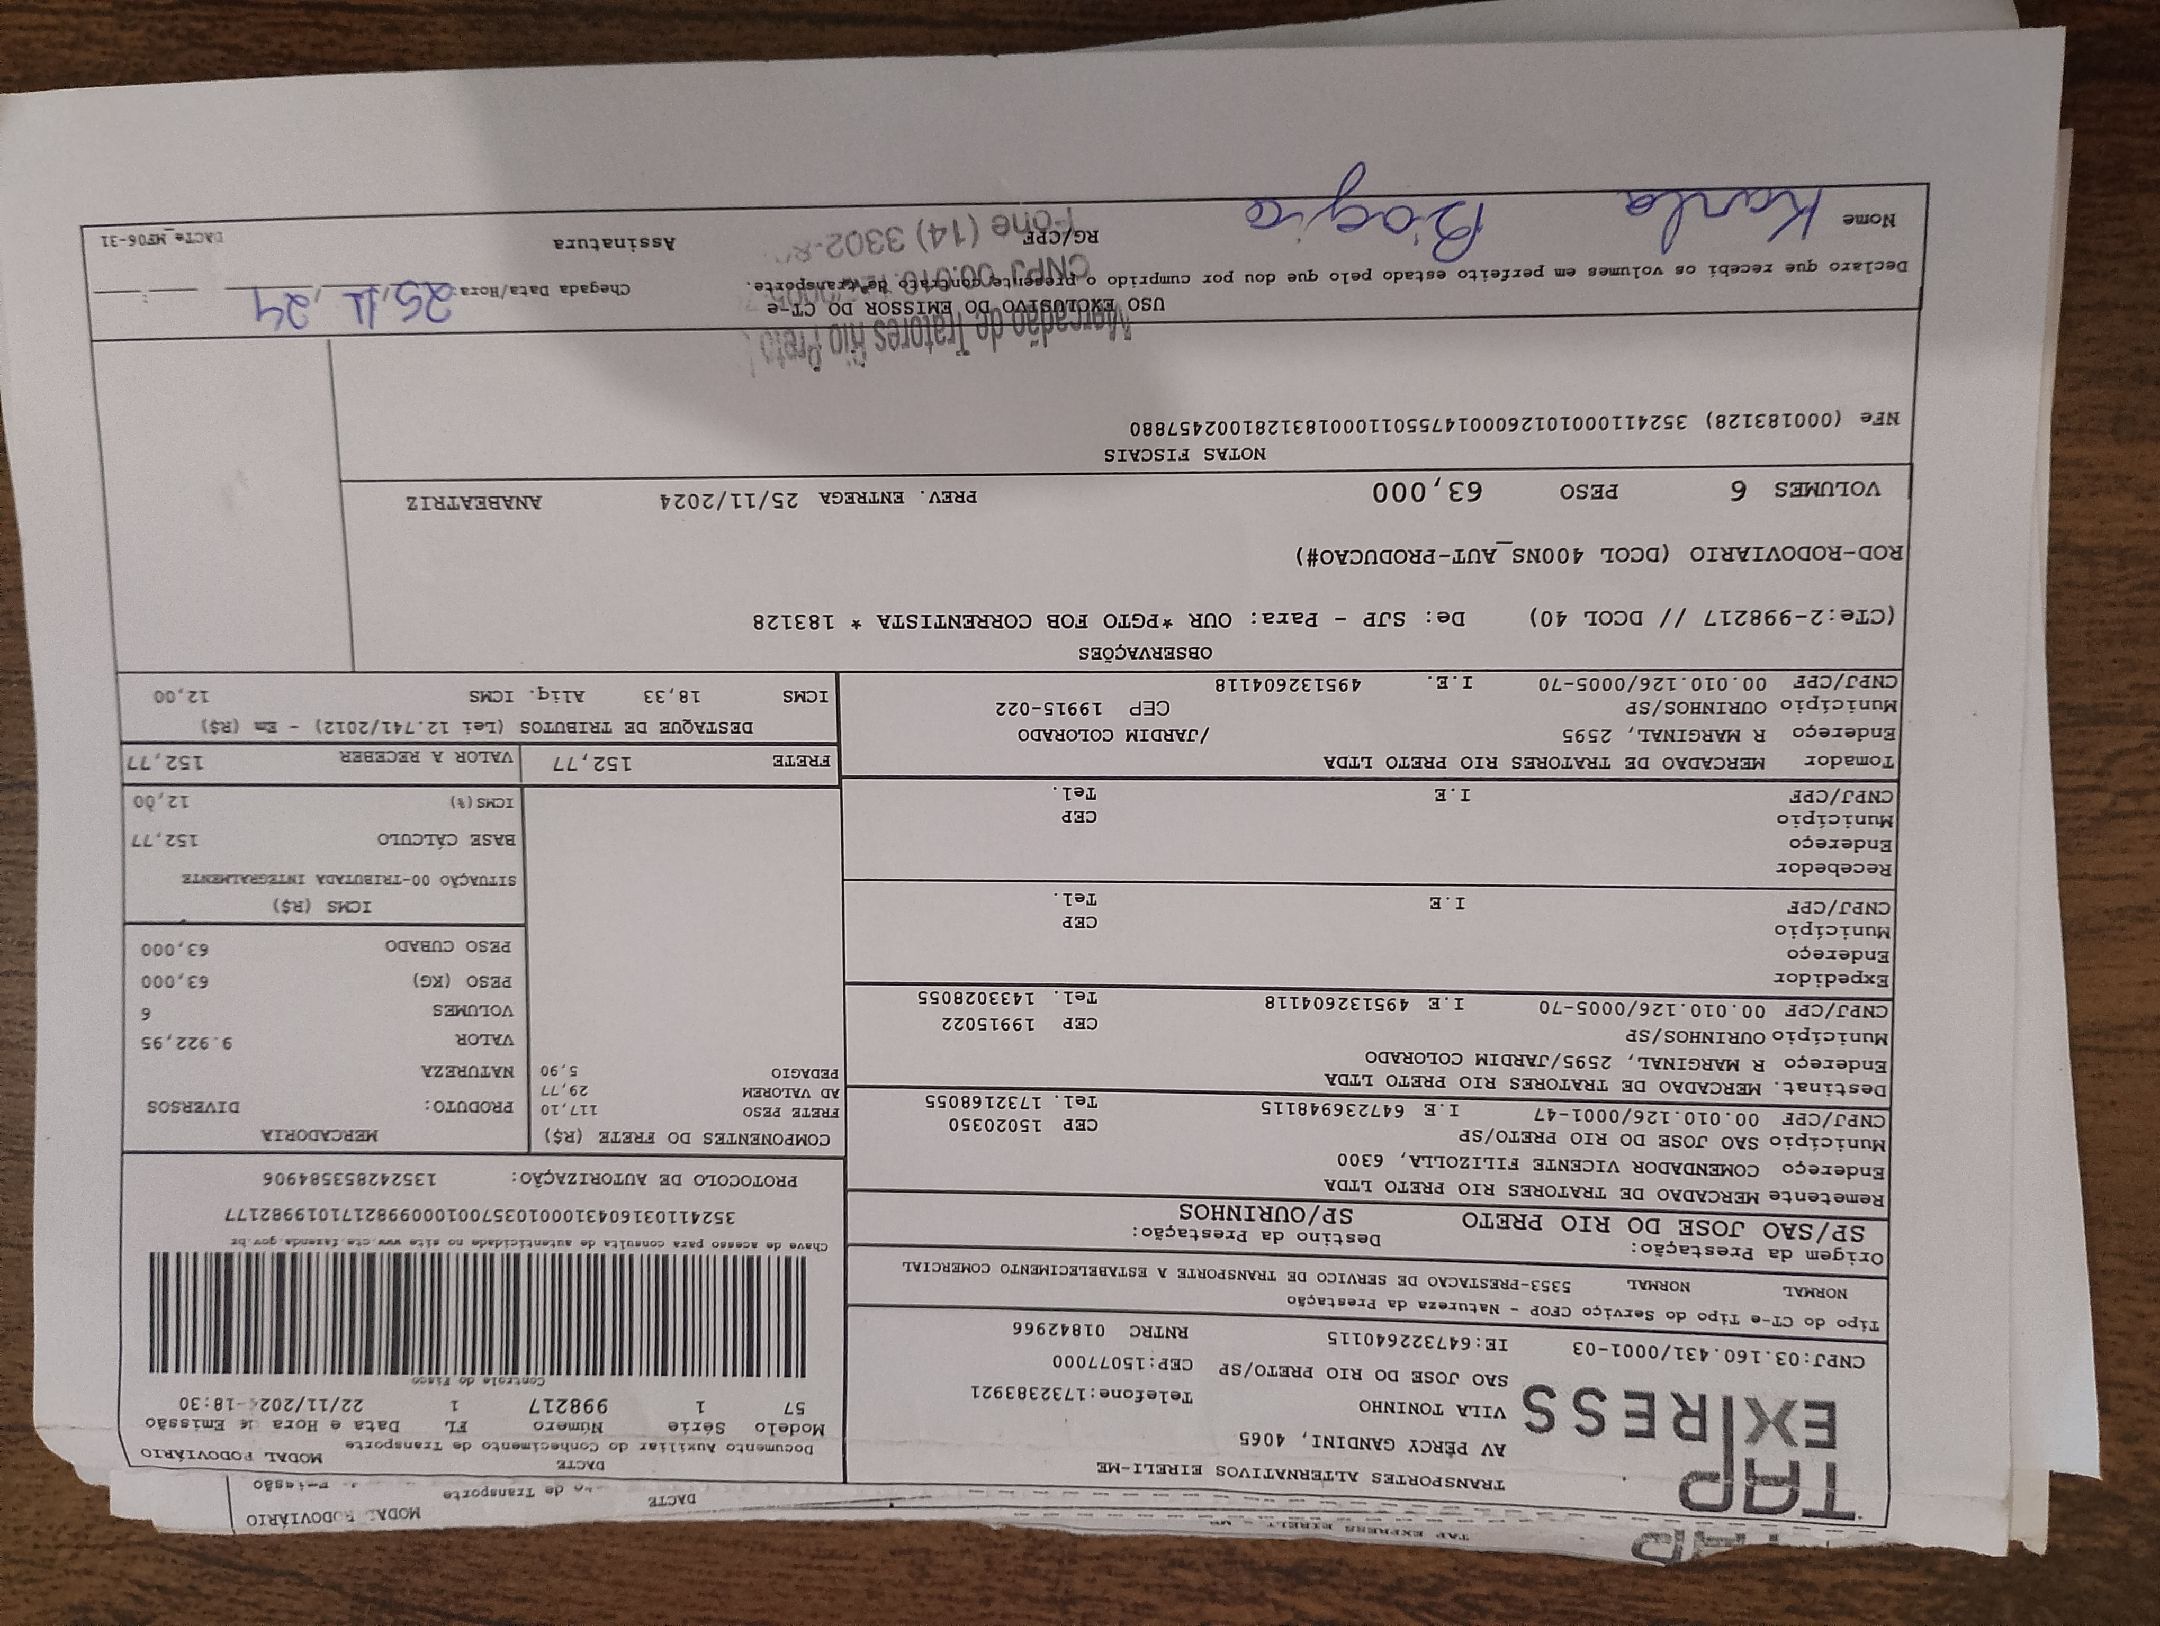 TAP
EXPRESS
TRANSPORTES ALTERNATIVOS EIRELI-ME
AV PERCY GANDINI, 4065
VILA TONINHO Telefone:1732383921
SAO JOSE DO RIO PRETO/SP CEP:15077000
CNPJ:03.160.431/0001-03 IE:647322640115 RNTRC 01842966
DACTE MODAL RODOVIÁRIO
Documento Auxiliar do Conhecimento de Transporte
Modelo Série Número FL Data e Hora de Emissão
57 1 998217 1 22/11/202 -18:30
Controle do Fisco
Chave de acesso para consulta de autenticidade no site www.cte.fazenda.gov.br
35241103160431000103570010009982171019982177
PROTOCOLO DE AUTORIZAÇÃO: 135242853584906
Tipo do CT-e Tipo do Serviço CFOP - Natureza da Prestação
NORMAL NORMAL 5353-PRESTACAO DE SERVICO DE TRANSPORTE A ESTABELECIMENTO COMERCIAL
Origem da Prestação: Destino da Prestação:
SP/SAO JOSE DO RIO PRETO SP/OURINHOS
Remetente MERCADAO DE TRATORES RIO PRETO LTDA
Endereço COMENDADOR VICENTE FILIZOLLA, 6300
Município SAO JOSE DO RIO PRETO/SP CEP 15020350
CNPJ/CPF 00.010.126/0001-47 I.E 647236948115 Tel. 1732168055
Destinat. MERCADAO DE TRATORES RIO PRETO LTDA
Endereço R MARGINAL, 2595/JARDIM COLORADO
Município OURINHOS/SP CEP 19915022
CNPJ/CPF 00.010.126/0005-70 I.E 495132604118 Tel. 1433028055
Expedidor
Endereço
Município CEP
CNPJ/CPF I.E Tel.
Recebedor
Endereço
Município CEP
CNPJ/CPF I.E Tel.
Tomador MERCADAO DE TRATORES RIO PRETO LTDA
Endereço R MARGINAL, 2595 /JARDIM COLORADO
Município OURINHOS/SP CEP 19915-022
CNPJ/CPF 00.010.126/0005-70 I.E. 495132604118
COMPONENTES DO FRETE (R$)
FRETE PESO 117,10
AD VALOREM 29,77
PEDAGIO 5,90
MERCADORIA
PRODUTO: DIVERSOS
NATUREZA
VALOR 9.922,95
VOLUMES 6
PESO (KG) 63,000
PESO CUBADO 63,000
ICMS (R$)
SITUAÇÃO 00-TRIBUTADA INTEGRALMENTE
BASE CÁLCULO 152,77
ICMS(%) 12,00
FRETE 152,77 VALOR A RECEBER 152,77
DESTAQUE DE TRIBUTOS (Lei 12.741/2012) - Em (R$)
ICMS 18,33 Aliq. ICMS 12,00
OBSERVAÇÕES
(CTe:2-998217 // DCOL 40) De: SJP - Para: OUR *PGTO FOB CORRENTISTA * 183128
ROD-RODOVIARIO (DCOL 400NS_AUT-PRODUCAO#)
VOLUMES 6 PESO 63,000 PREV. ENTREGA 25/11/2024 ANABEATRIZ
NOTAS FISCAIS
NFe (000183128) 35241100010126000147550110001831281002457880
Mercadão de Tratores Rio Preto
USO EXCLUSIVO DO EMISSOR DO CT-e
Declaro que recebi os volumes em perfeito estado pelo que dou por cumprido o presente contrato de transporte.
CNPJ 00.010.12
Chegada Data/Hora: 25, 11, 24
Nome Karla Biagio RG/CPF Assinatura
Fone (14) 3302-8
DACTe_MF06-31
TAP EXPRESS EIRELI - ME
DACTE
de Transporte